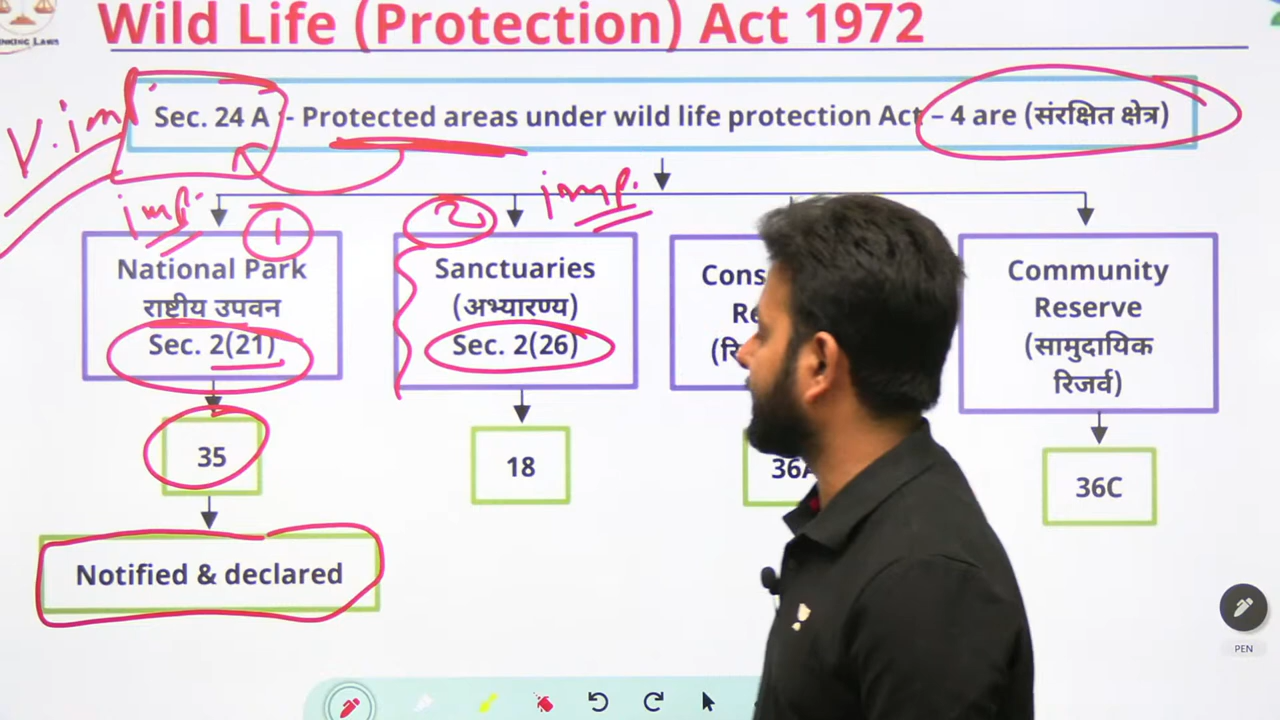 Wild Life (Protection) Act 1972
V.imp.
Sec. 24 A :- Protected areas under wild life protection Act – 4 are (संरक्षित क्षेत्र)
imp.
1
2
imp.
National Park
राष्ट्रीय उपवन
Sec. 2(21)
Sanctuaries
(अभ्यारण्य)
Sec. 2(26)
Community
Reserve
(सामुदायिक
रिजर्व)
35
18
36C
Notified & declared
PEN